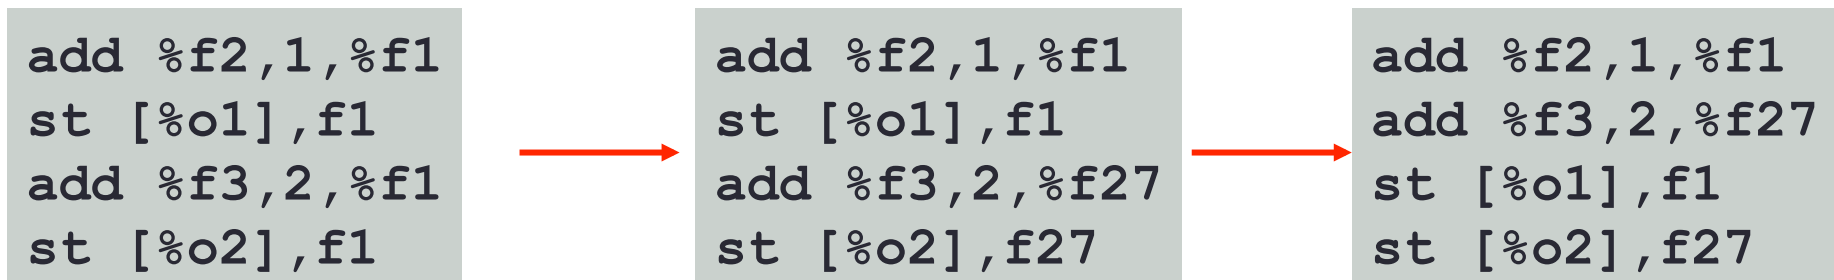 add %f2,1,%f1
st [%o1],f1
add %f3,2,%f1
st [%o2],f1
add %f2,1,%f1
st [%o1],f1
add %f3,2,%f27
st [%o2],f27
add %f2,1,%f1
add %f3,2,%f27
st [%o1],f1
st [%o2],f27